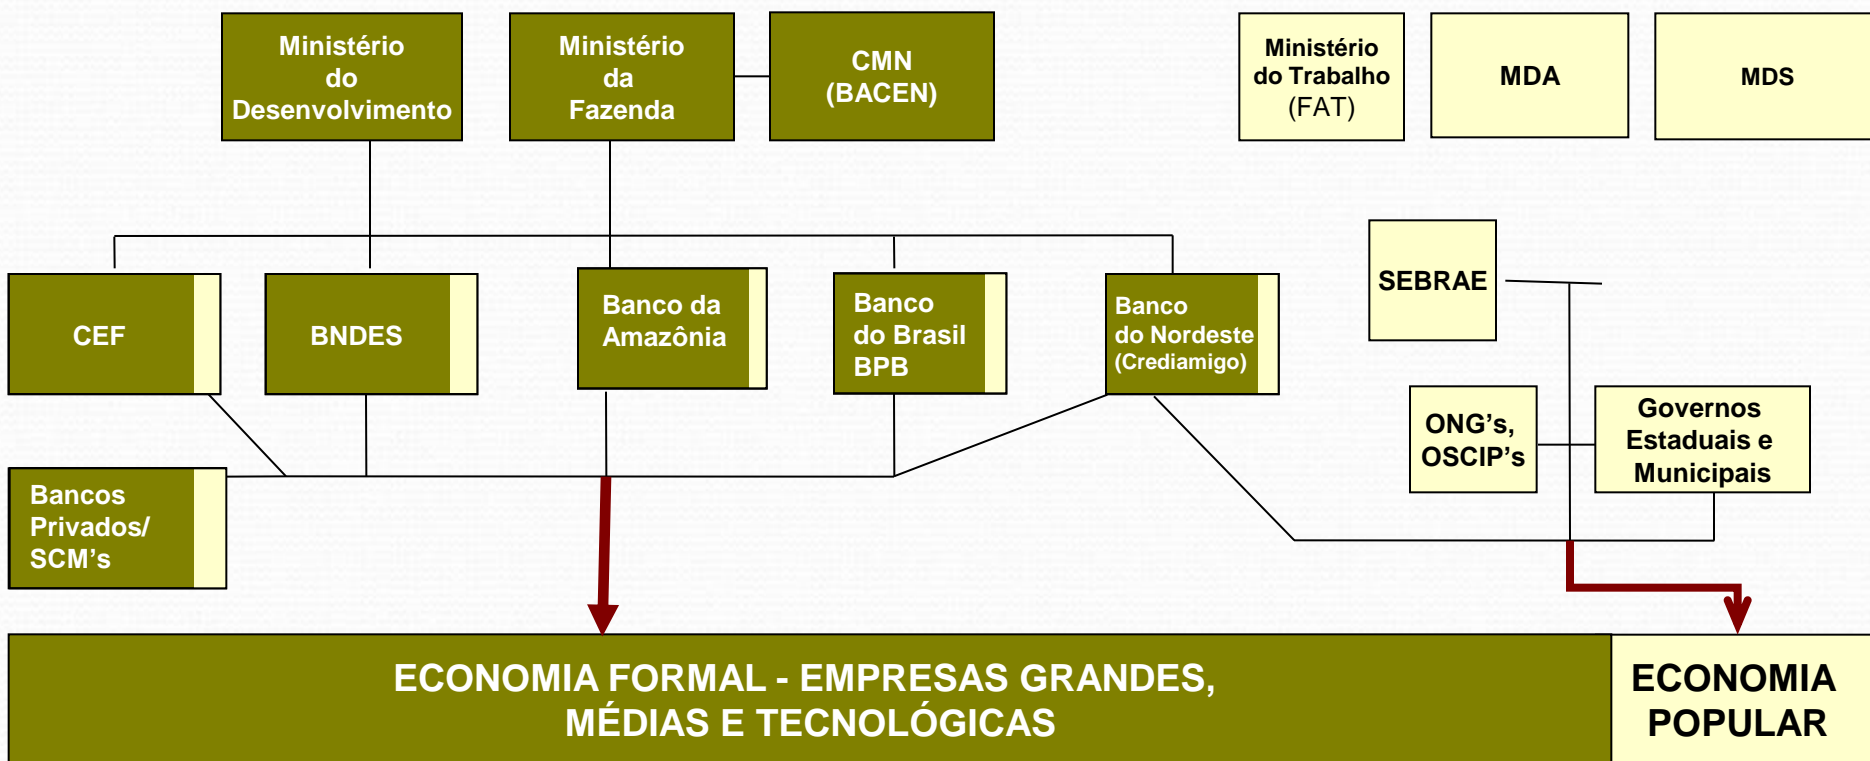 Ministério
do
Desenvolvimento
Ministério
da
Fazenda
CMN
(BACEN)
Ministério
do Trabalho
(FAT)
MDA
MDS
SEBRAE
CEF
BNDES
Banco da
Amazônia
Banco
do Brasil
BPB
Banco
do Nordeste
(Crediamigo)
ONG's,
OSCIP's
Governos
Estaduais e
Municipais
Bancos
Privados/
SCM's
ECONOMIA FORMAL - EMPRESAS GRANDES,
MÉDIAS E TECNOLÓGICAS
ECONOMIA
POPULAR